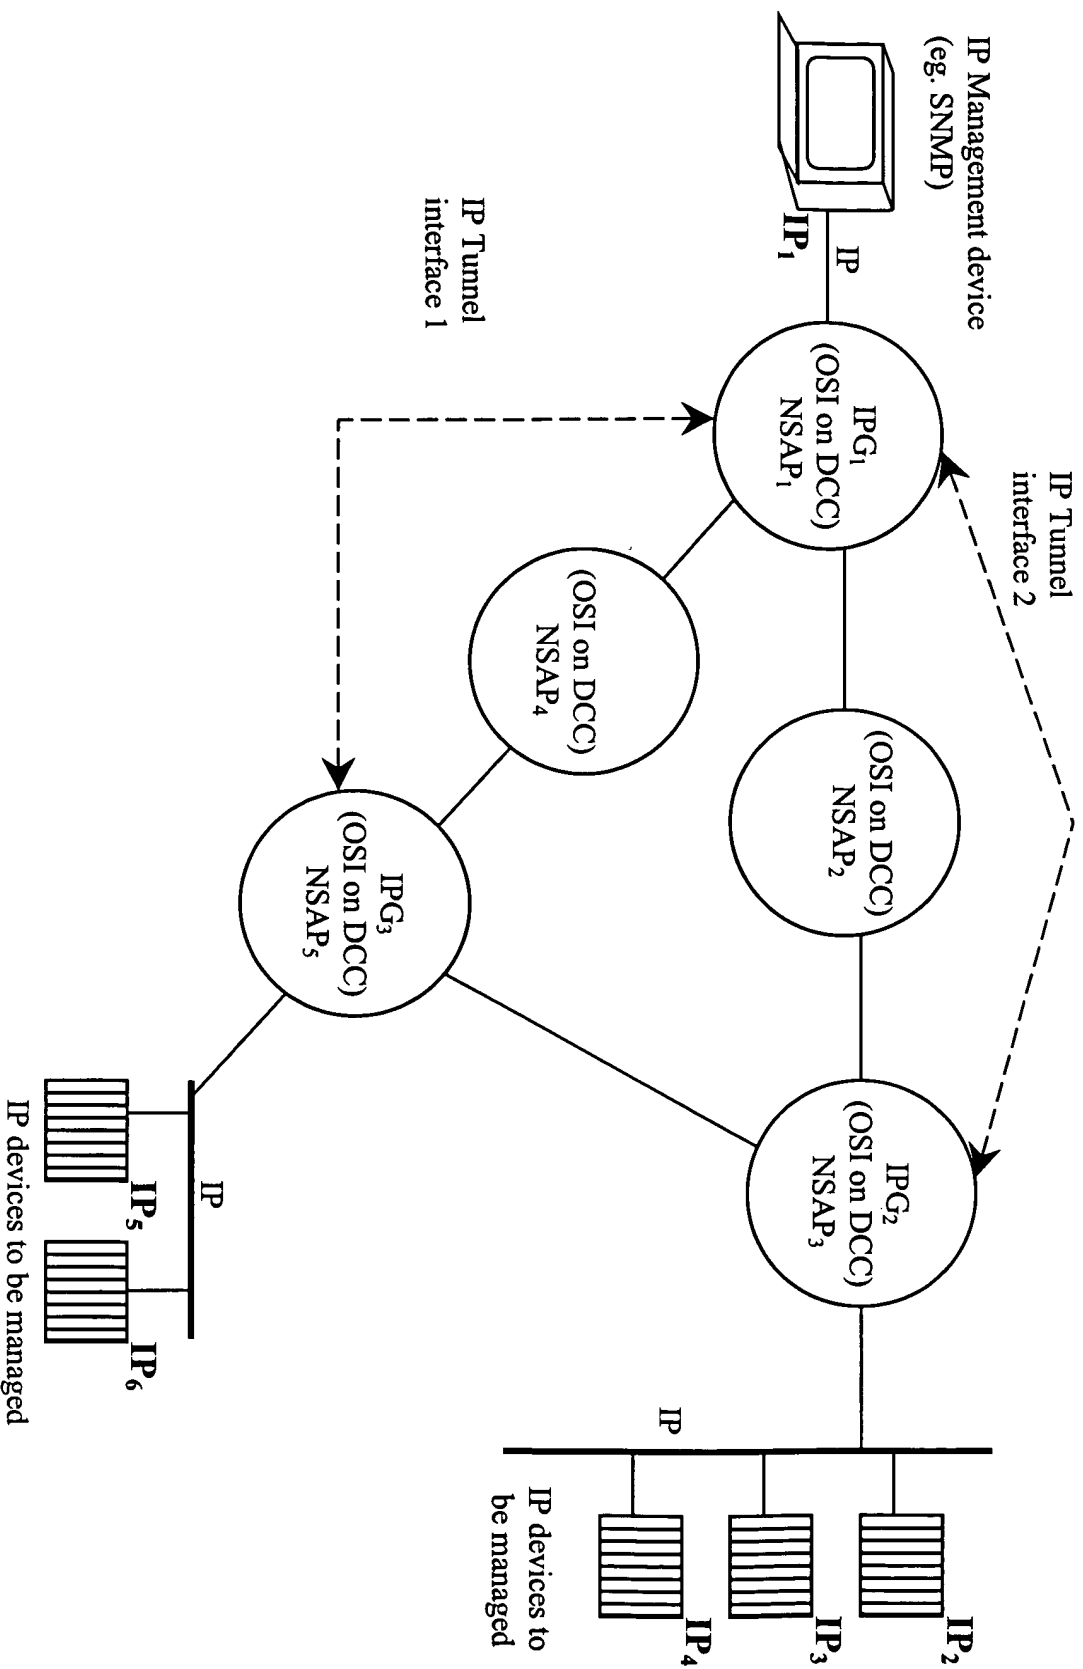 IP Management device
(eg. SNMP)
IP
IP₁
IP Tunnel
interface 2
IP Tunnel
interface 1
IPG₁
(OSI on DCC)
NSAP₁
(OSI on DCC)
NSAP₂
(OSI on DCC)
NSAP₄
IPG₂
(OSI on DCC)
NSAP₃
IPG₃
(OSI on DCC)
NSAP₅
IP
IP₂
IP₃
IP₄
IP devices to
be managed
IP
IP₅
IP₆
IP devices to be managed